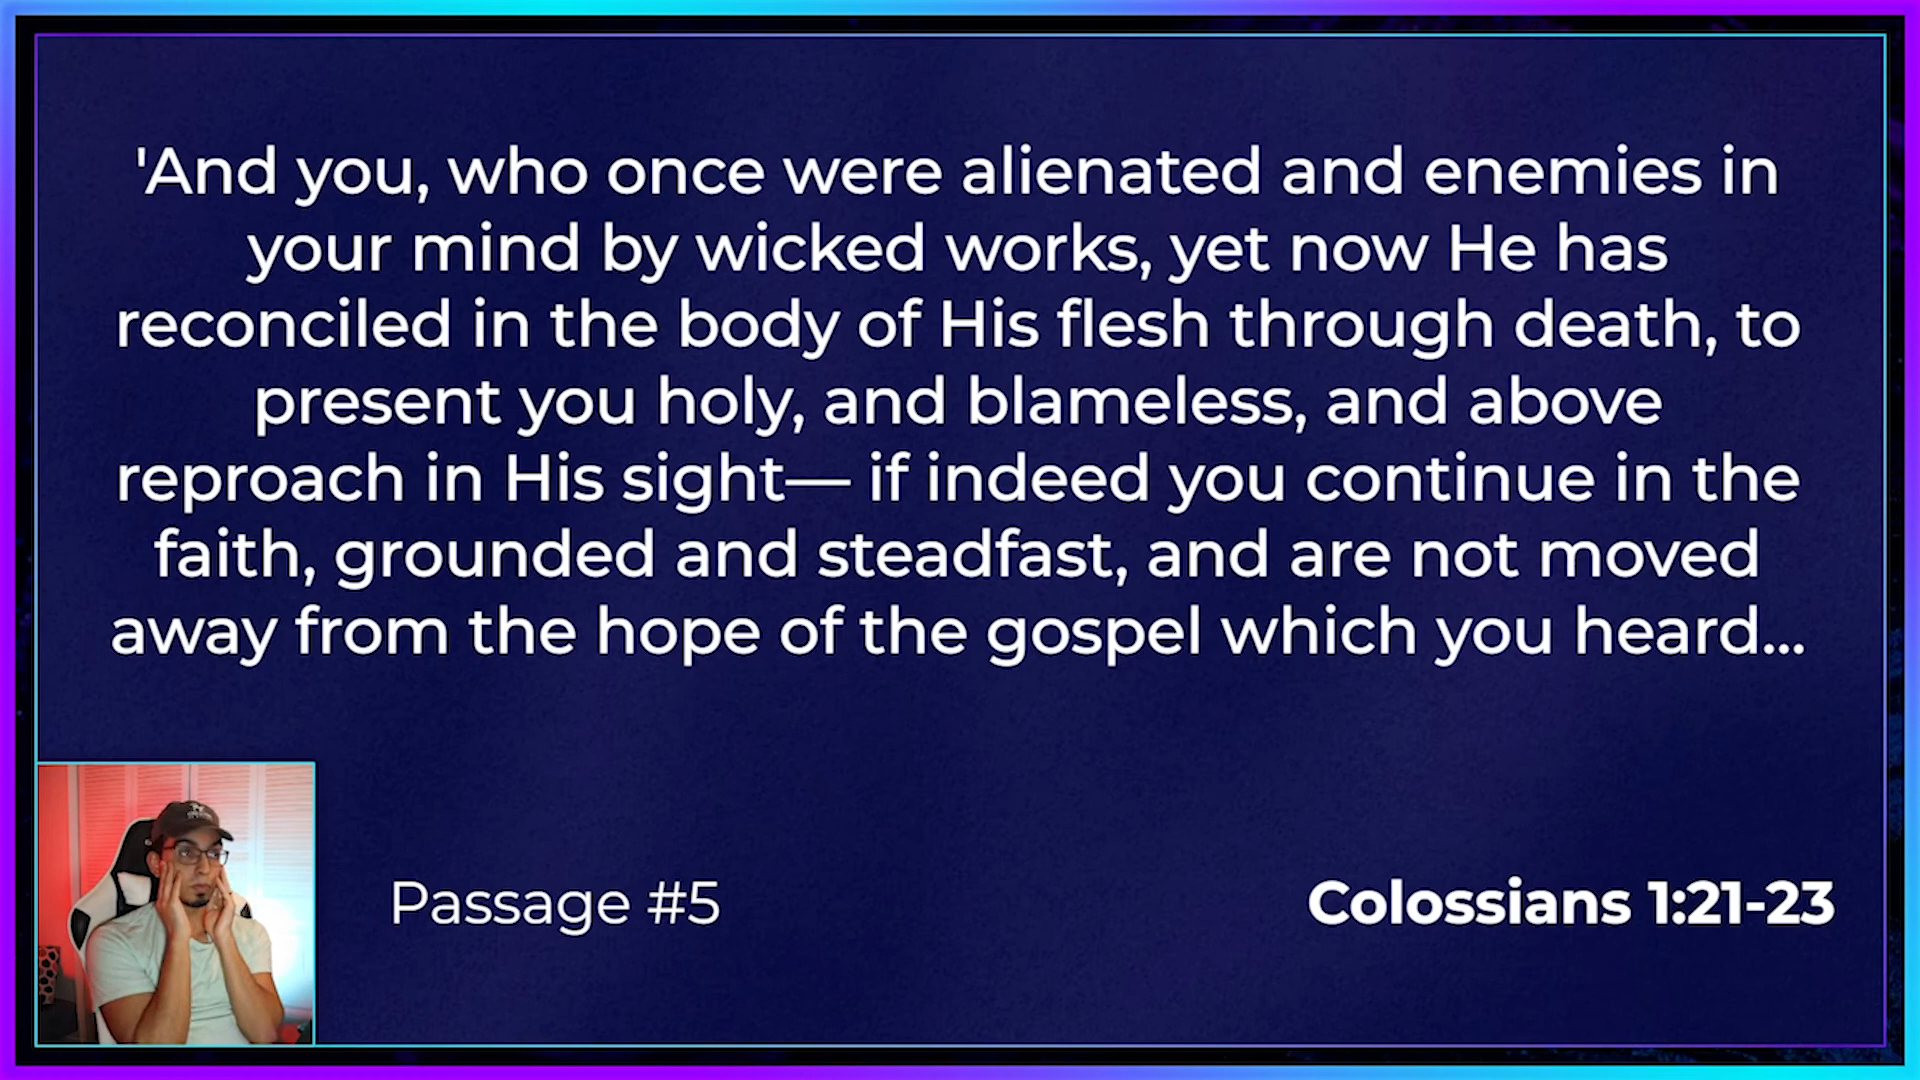 'And you, who once were alienated and enemies in
your mind by wicked works, yet now He has
reconciled in the body of His flesh through death, to
present you holy, and blameless, and above
reproach in His sight— if indeed you continue in the
faith, grounded and steadfast, and are not moved
away from the hope of the gospel which you heard...
Passage #5
Colossians 1:21-23